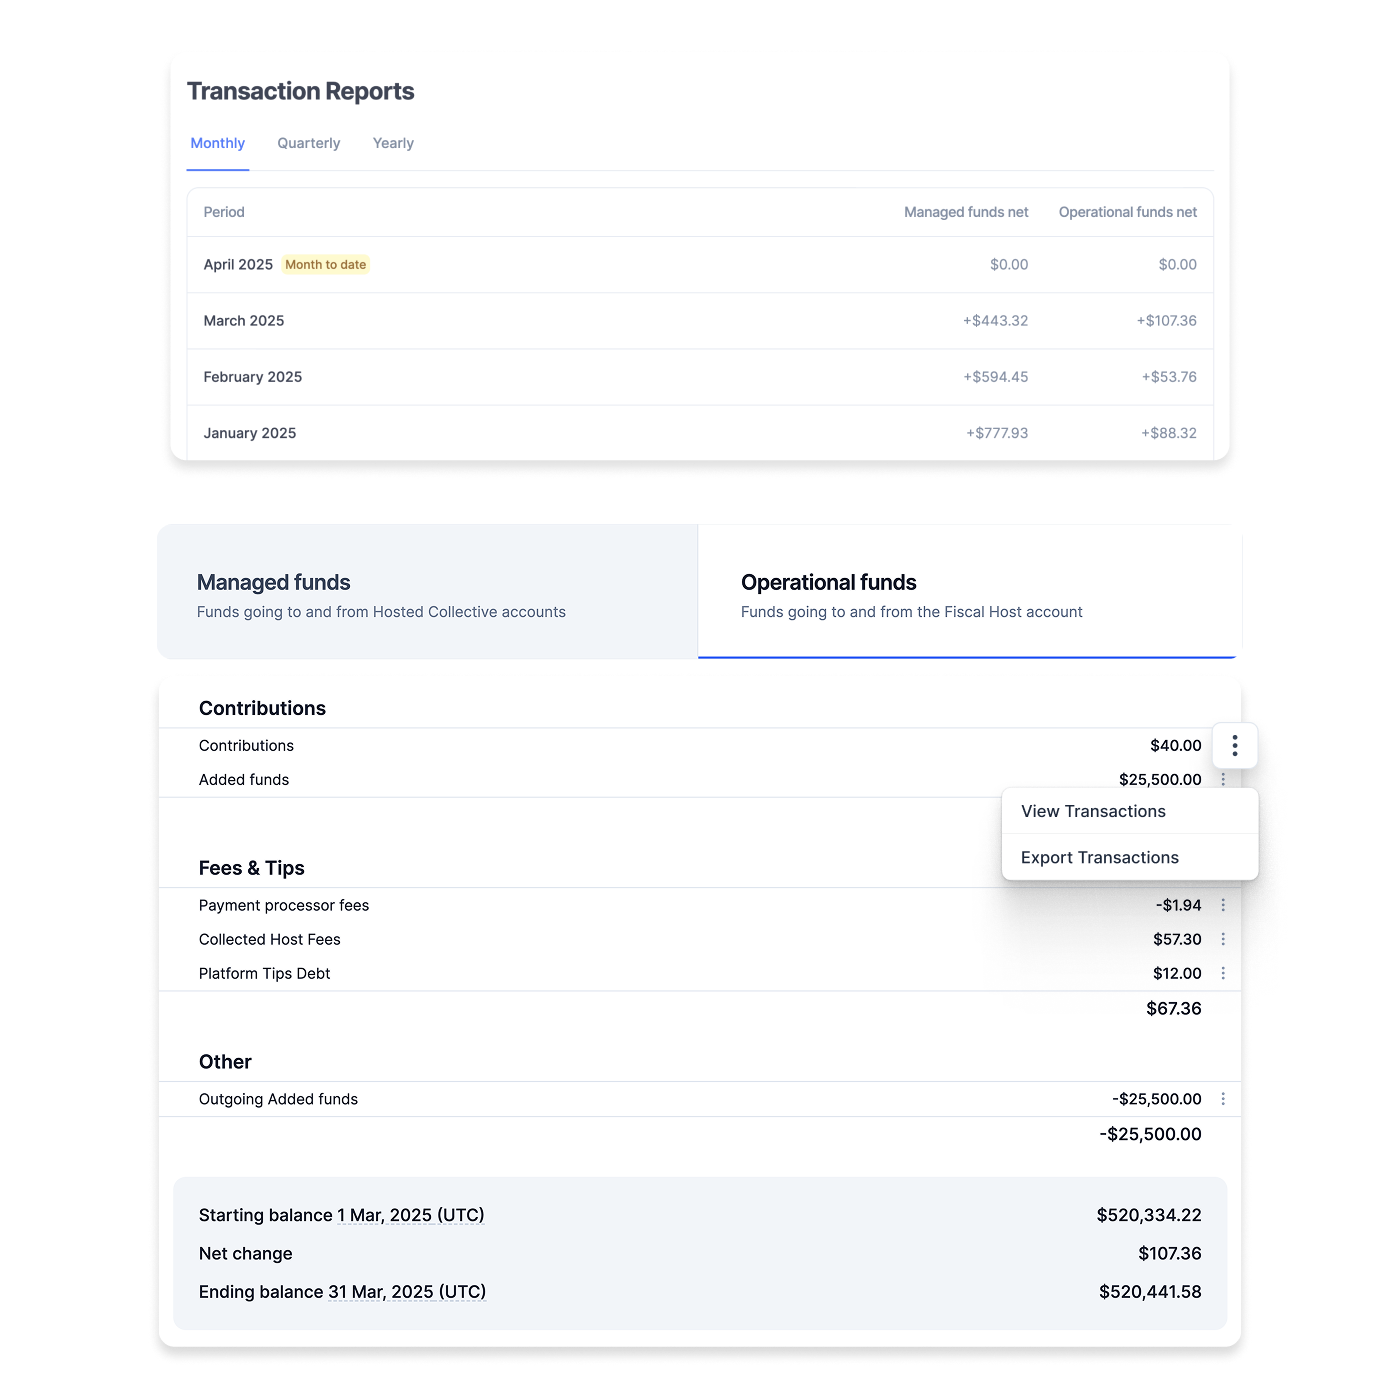 Transaction Reports
Monthly Quarterly Yearly
Period Managed funds net Operational funds net
April 2025 Month to date $0.00 $0.00
March 2025 +$443.32 +$107.36
February 2025 +$594.45 +$53.76
January 2025 +$777.93 +$88.32
Managed funds
Funds going to and from Hosted Collective accounts
Operational funds
Funds going to and from the Fiscal Host account
Contributions
Contributions $40.00
Added funds $25,500.00
View Transactions
Export Transactions
Fees & Tips
Payment processor fees -$1.94
Collected Host Fees $57.30
Platform Tips Debt $12.00
$67.36
Other
Outgoing Added funds -$25,500.00
-$25,500.00
Starting balance 1 Mar, 2025 (UTC) $520,334.22
Net change $107.36
Ending balance 31 Mar, 2025 (UTC) $520,441.58